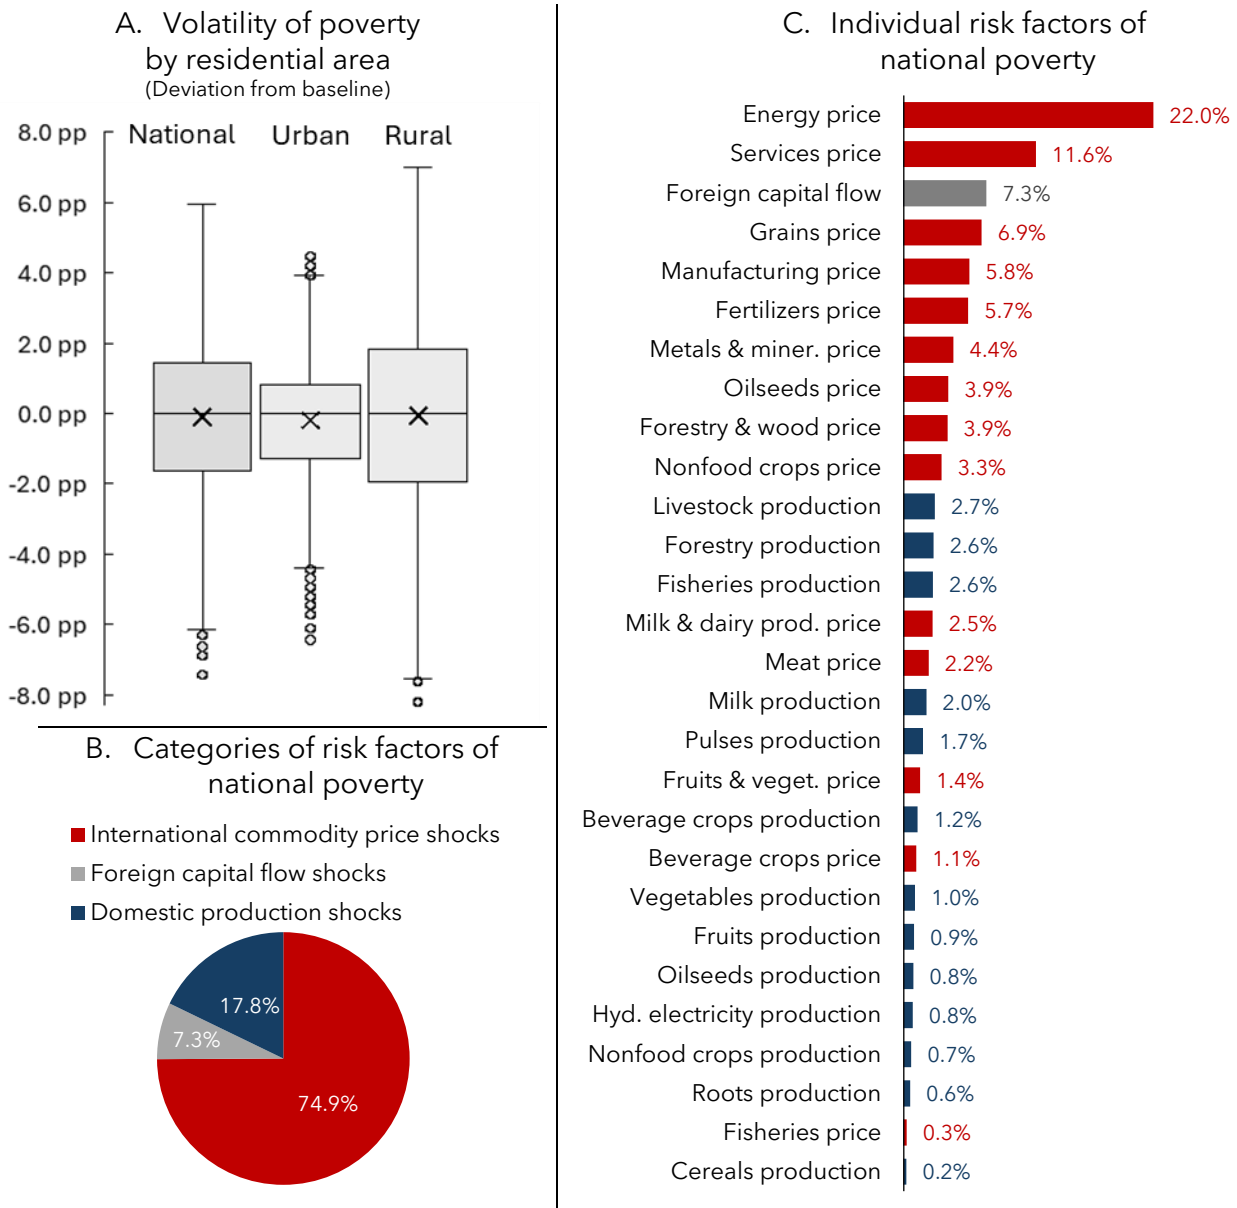 A. Volatility of poverty
by residential area
(Deviation from baseline)
National Urban Rural
8.0 pp
6.0 pp
4.0 pp
2.0 pp
0.0 pp
-2.0 pp
-4.0 pp
-6.0 pp
-8.0 pp
B. Categories of risk factors of
national poverty
International commodity price shocks
Foreign capital flow shocks
Domestic production shocks
17.8%
7.3%
74.9%
C. Individual risk factors of
national poverty
Energy price 22.0%
Services price 11.6%
Foreign capital flow 7.3%
Grains price 6.9%
Manufacturing price 5.8%
Fertilizers price 5.7%
Metals & miner. price 4.4%
Oilseeds price 3.9%
Forestry & wood price 3.9%
Nonfood crops price 3.3%
Livestock production 2.7%
Forestry production 2.6%
Fisheries production 2.6%
Milk & dairy prod. price 2.5%
Meat price 2.2%
Milk production 2.0%
Pulses production 1.7%
Fruits & veget. price 1.4%
Beverage crops production 1.2%
Beverage crops price 1.1%
Vegetables production 1.0%
Fruits production 0.9%
Oilseeds production 0.8%
Hyd. electricity production 0.8%
Nonfood crops production 0.7%
Roots production 0.6%
Fisheries price 0.3%
Cereals production 0.2%